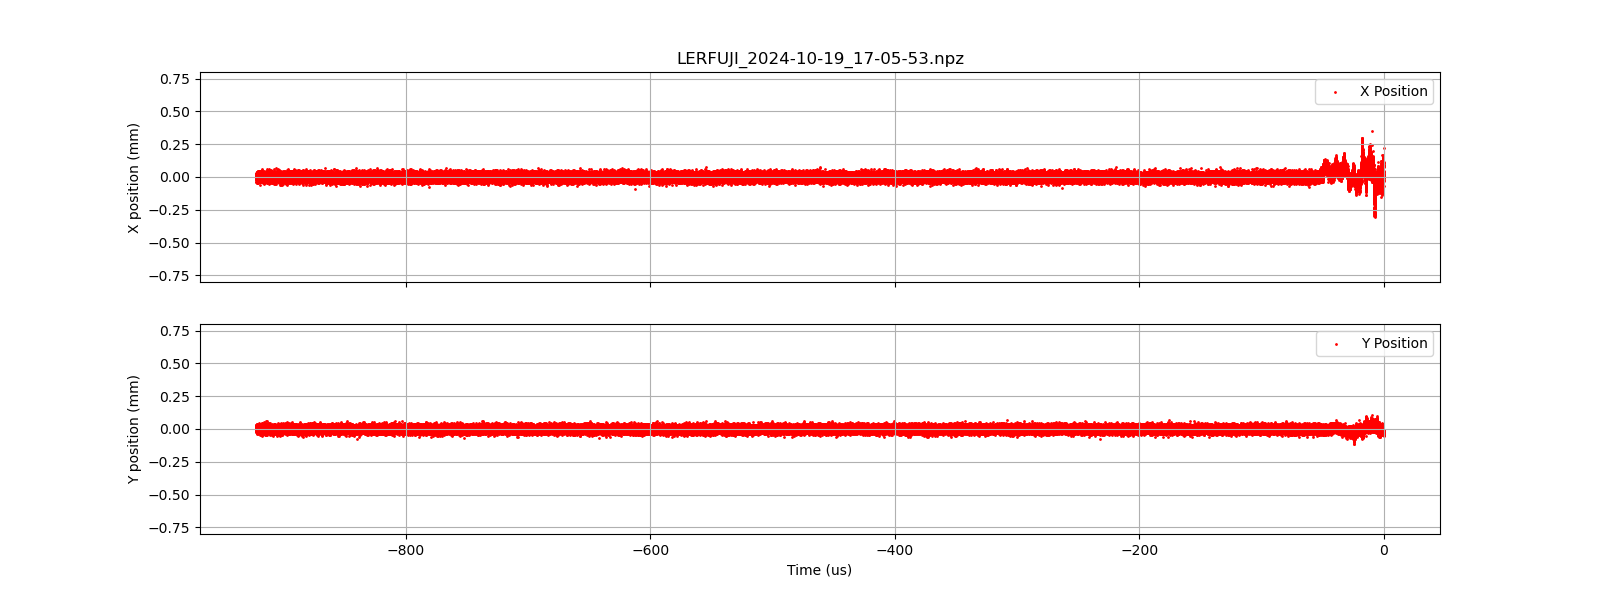 LERFUJI_2024-10-19_17-05-53.npz
0.75
0.50
0.25
0.00
−0.25
−0.50
−0.75
X position (mm)
X Position
0.75
0.50
0.25
0.00
−0.25
−0.50
−0.75
Y position (mm)
Y Position
−800 −600 −400 −200 0
Time (us)